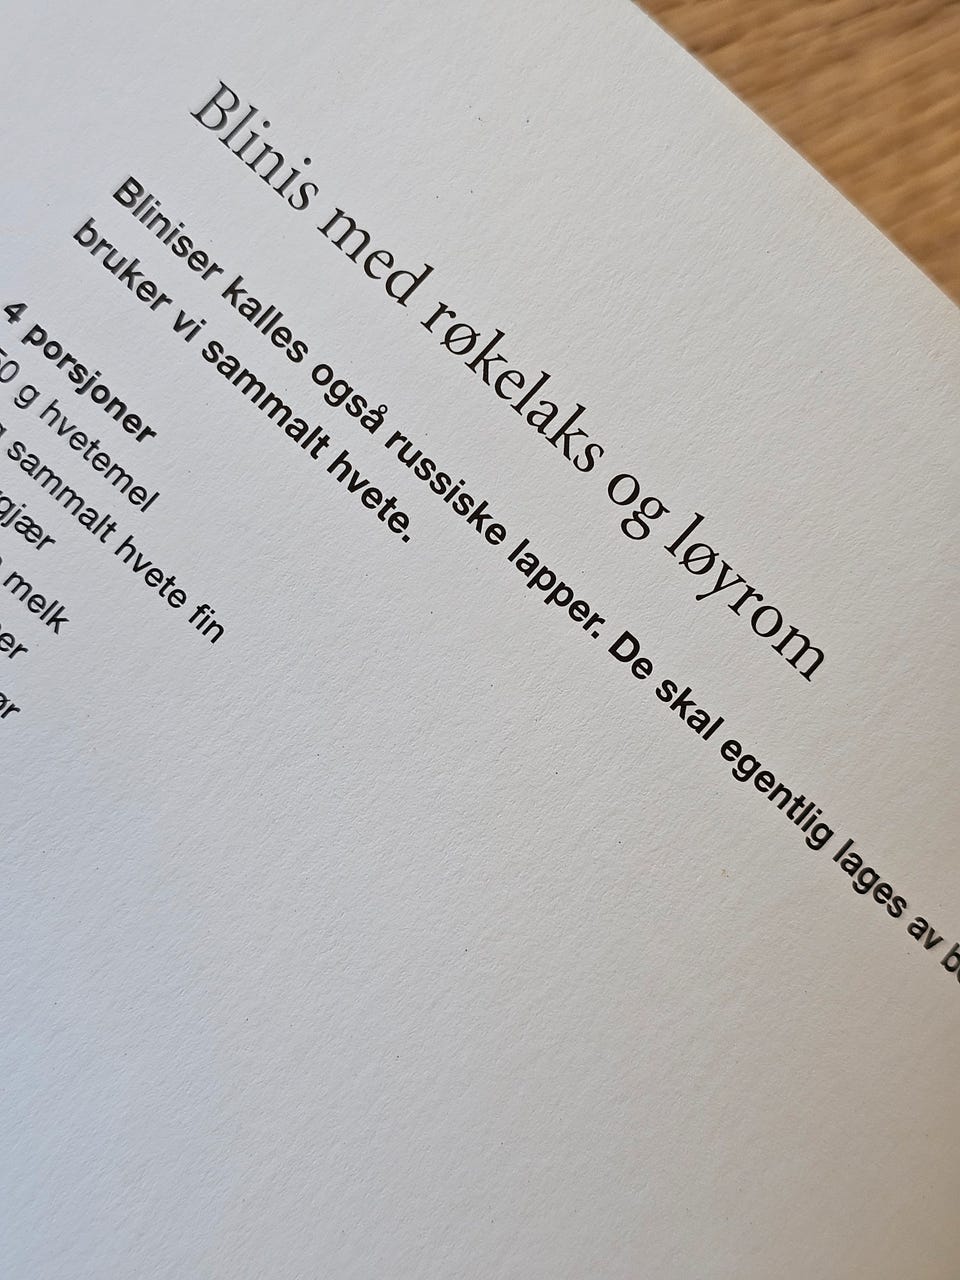 Blinis med røkelaks og løyrom
Bliniser kalles også russiske lapper. De skal egentlig lages av
bruker vi sammalt hvete.
4 porsjoner
g hvetemel
sammalt hvete fin
melk